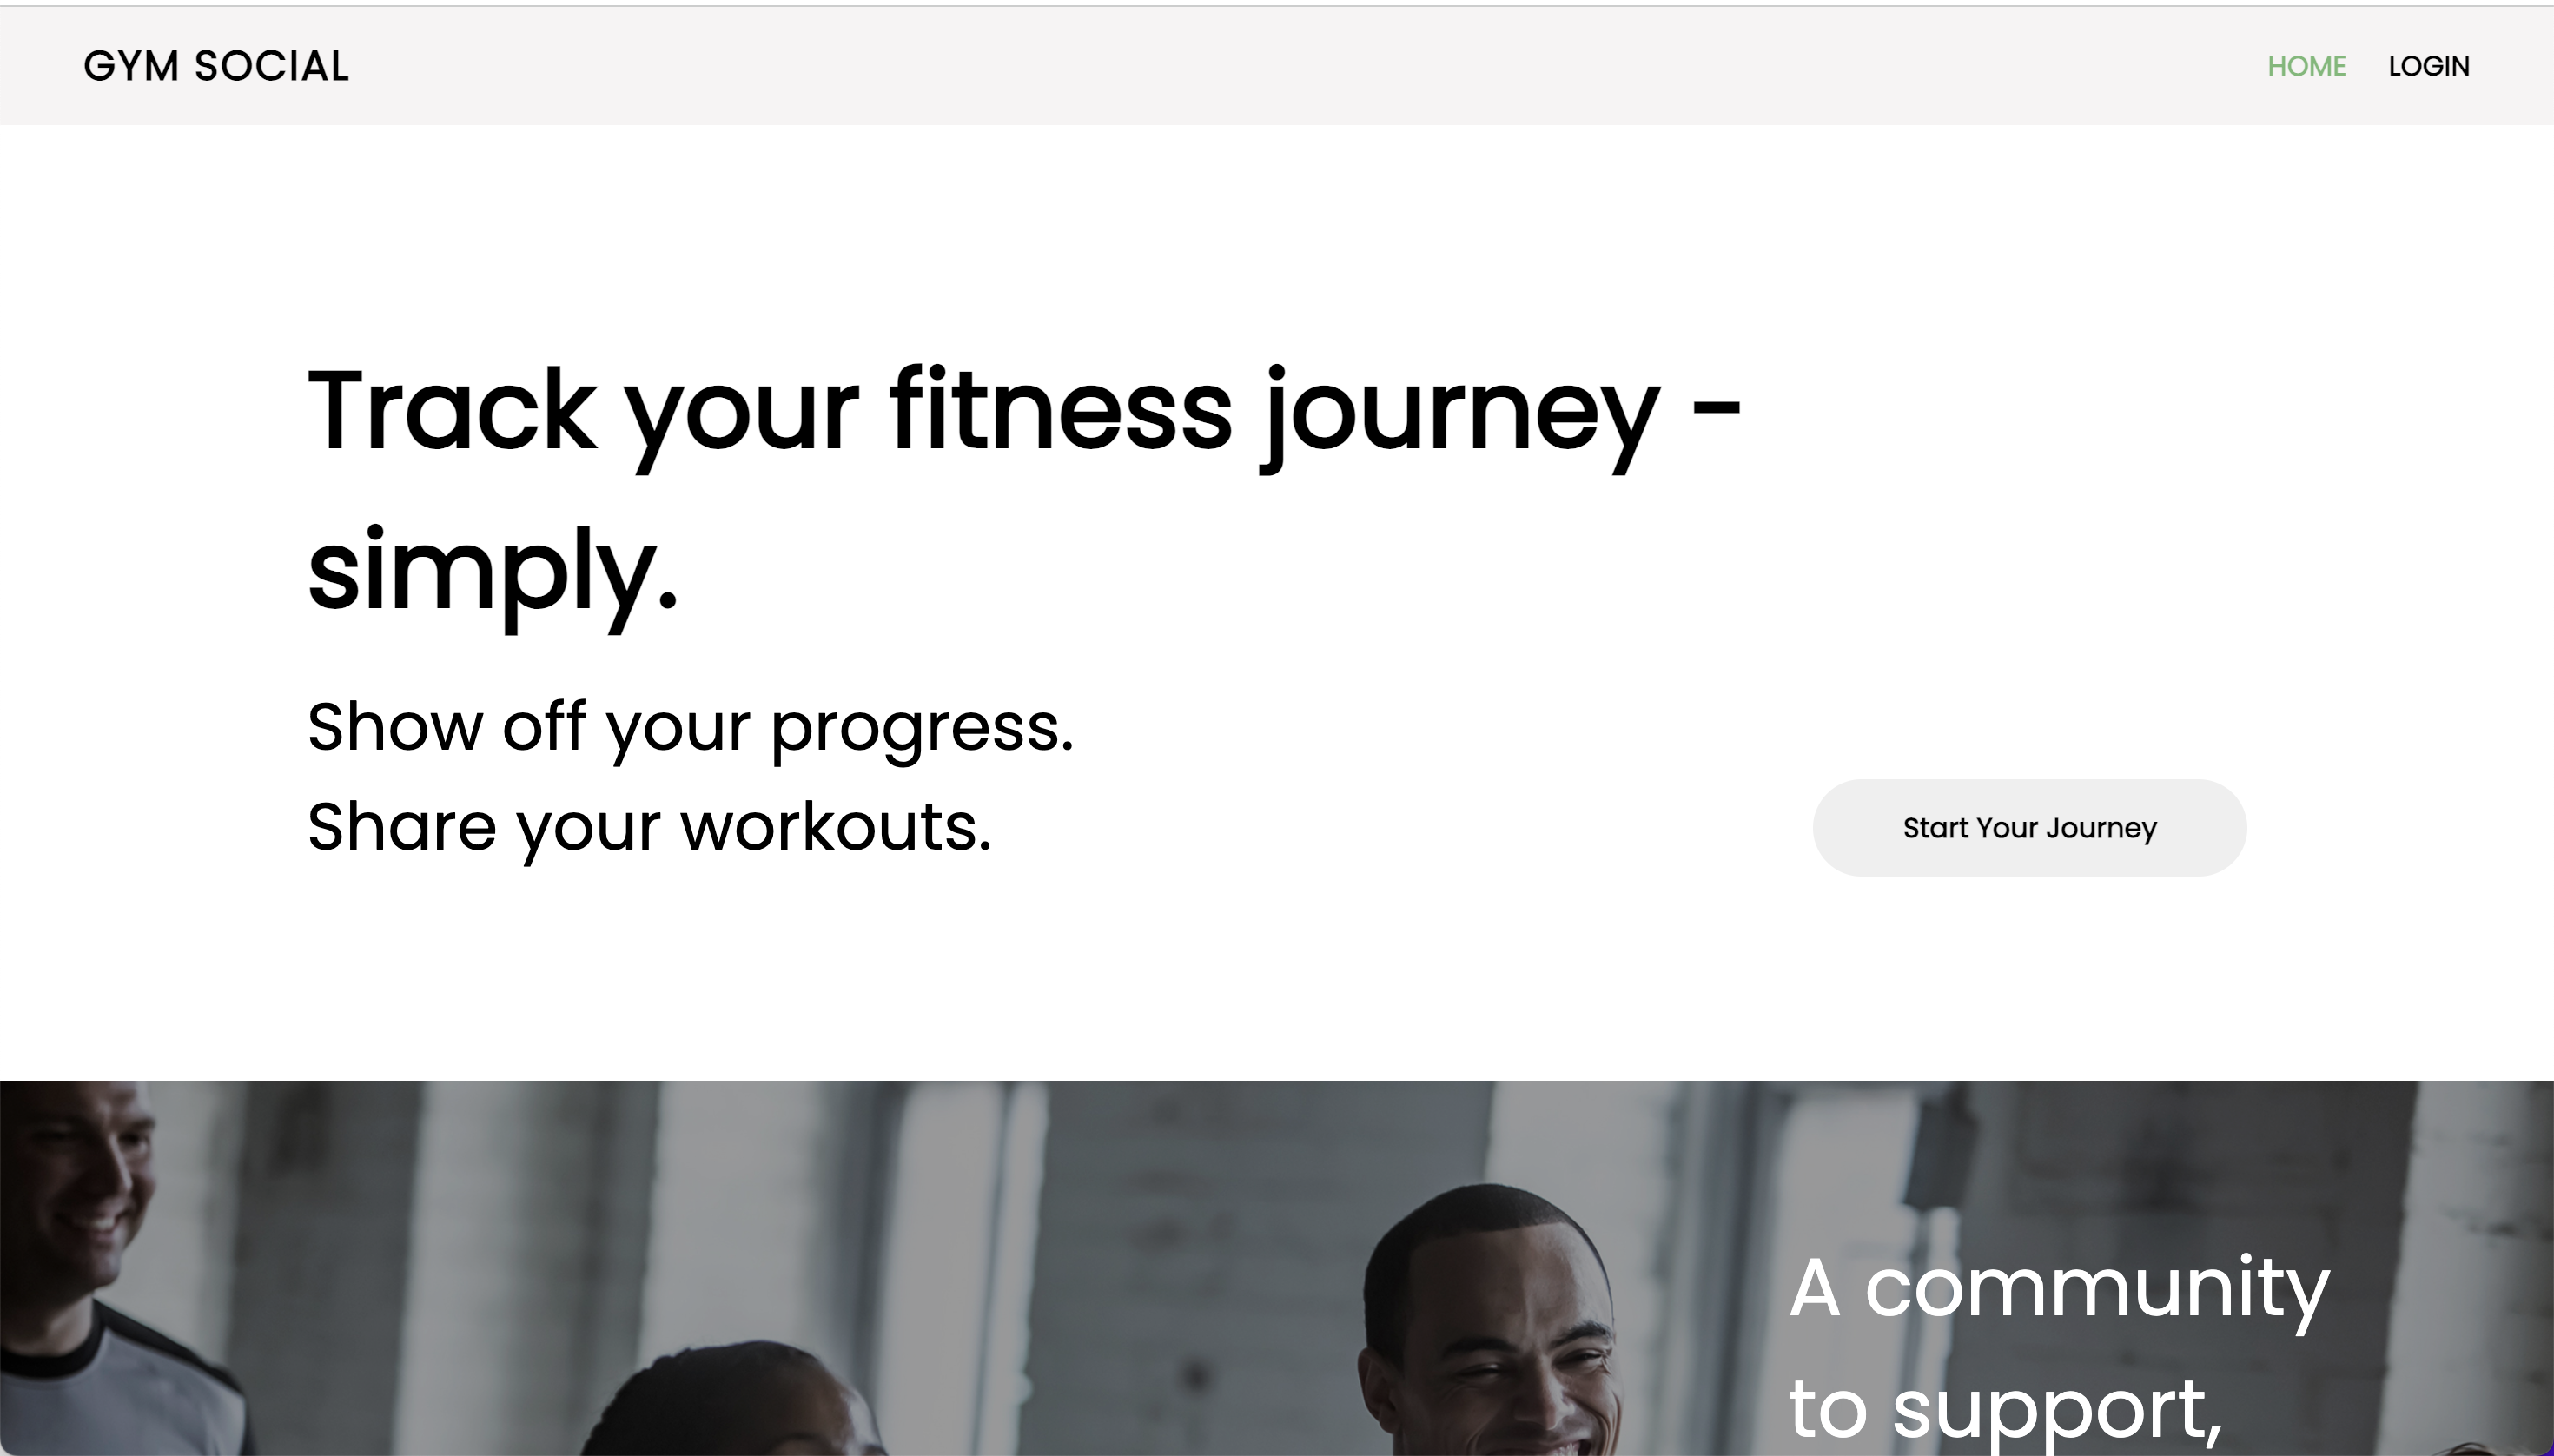 GYM SOCIAL
HOME LOGIN
Track your fitness journey -
simply.
Show off your progress.
Share your workouts.
Start Your Journey
A community
to support,